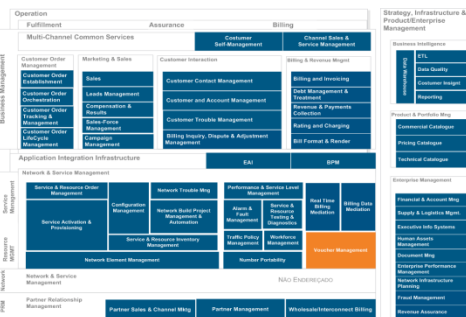 Operation
Fulfillment
Assurance
Billing
Multi-Channel Common Services
Costumer
Self-Management
Channel Sales &
Service Management
Business Management
Customer Order
Management
Customer Order
Establishment
Customer Order
Orchestration
Customer Order
Tracking &
Management
Customer Order
LifeCycle
Management
Marketing & Sales
Sales
Leads Management
Compensation &
Results
Sales-Force
Management
Campaign
Management
Customer Interaction
Customer Contact Management
Customer and Account Management
Customer Trouble Management
Billing Inquiry, Dispute & Adjustment
Management
Billing & Revenue Mngmt
Billing and Invoicing
Debt Management &
Treatment
Revenue & Payments
Collection
Rating and Charging
Bill Format & Render
Application Integration Infrastructure
EAI
BPM
Service
Management
Network & Service Management
Service & Resource Order
Management
Service Activation &
Provisioning
Configuration
Management
Network Trouble Mng
Network Build Project
Management &
Automation
Service & Resource Inventory
Management
Performance & Service Level
Management
Alarm &
Fault
Management
Service &
Resource
Testing &
Diagnostics
Traffic Policy
Management
Workforce
Management
Real Time
Billing
Mediation
Billing Data
Mediation
Voucher Management
Resource
MGMT
Network Element Management
Number Portability
Network
Network & Service
Management
NÃO ENDEREÇADO
PRM
Partner Relationship
Management
Partner Sales & Channel Mktg
Partner Management
Wholesale/Interconnect Billing
Strategy, Infrastructure &
Product/Enterprise
Management
Business Intelligence
Data Warehouse
ETL
Data Quality
Customer Insignt
Reporting
Product & Portfolio Mng
Commercial Catalogue
Pricing Catalogue
Technical Catalogue
Enterprise Management
Financial & Account Mng
Supply & Logistics Mgmt.
Executive Info Systems
Human Assets
Management
Document Mng
Enterprise Performance
Management
Network Infrastructure
Planning
Fraud Management
Revenue Assurance